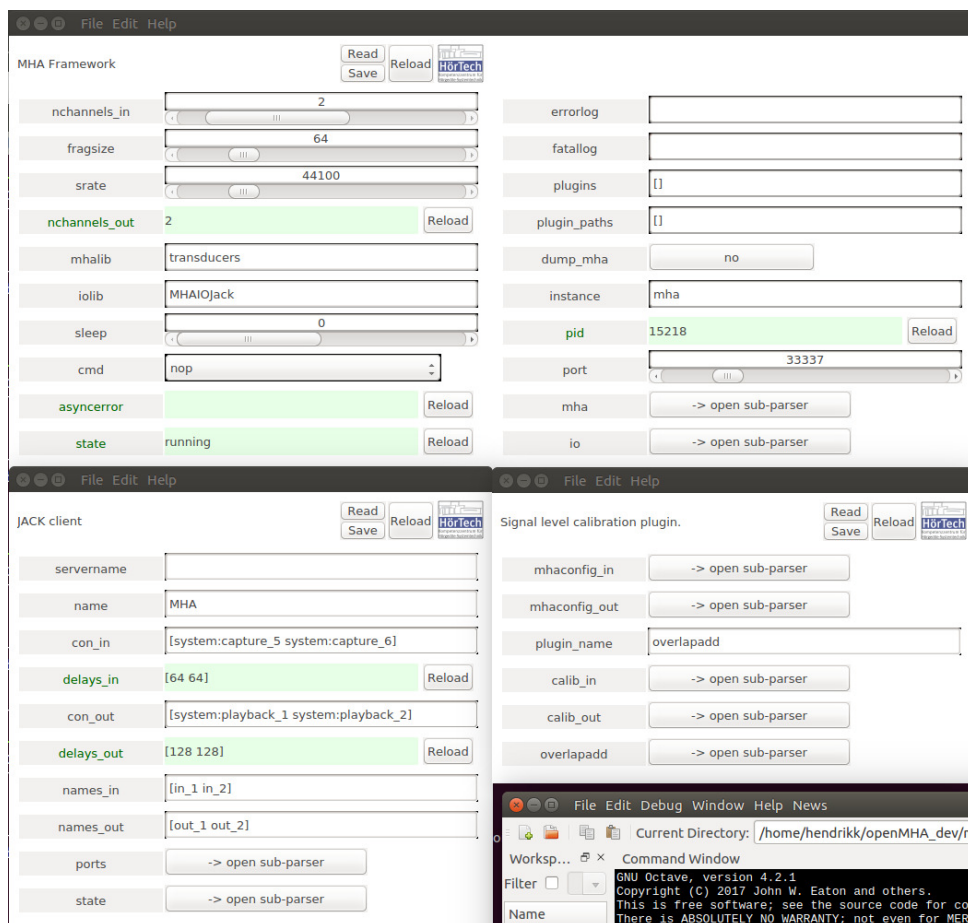 File Edit Help
MHA Framework
Read
Save
Reload
HörTech
nchannels_in
2
fragsize
64
srate
44100
nchannels_out
2
Reload
mhalib
transducers
iolib
MHAIOJack
sleep
0
cmd
nop
asyncerror
Reload
state
running
Reload
errorlog
fatallog
plugins
[]
plugin_paths
[]
dump_mha
no
instance
mha
pid
15218
Reload
port
33337
mha
-> open sub-parser
io
-> open sub-parser
File Edit Help
JACK client
Read
Save
Reload
HörTech
servername
name
MHA
con_in
[system:capture_5 system:capture_6]
delays_in
[64 64]
Reload
con_out
[system:playback_1 system:playback_2]
delays_out
[128 128]
Reload
names_in
[in_1 in_2]
names_out
[out_1 out_2]
ports
-> open sub-parser
state
-> open sub-parser
File Edit Help
Signal level calibration plugin.
Read
Save
Reload
HörTech
mhaconfig_in
-> open sub-parser
mhaconfig_out
-> open sub-parser
plugin_name
overlapadd
calib_in
-> open sub-parser
calib_out
-> open sub-parser
overlapadd
-> open sub-parser
File Edit Debug Window Help News
Current Directory: /home/hendrikk/openMHA_dev/
Worksp...
Filter
Name
Command Window
GNU Octave, version 4.2.1
Copyright (C) 2017 John W. Eaton and others.
This is free software; see the source code for co
There is ABSOLUTELY NO WARRANTY; not even for MER